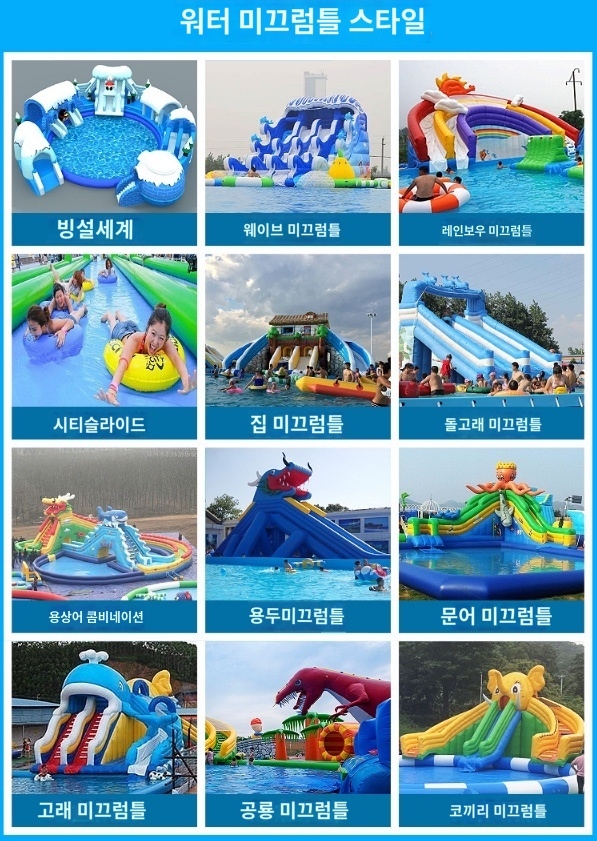 워터 미끄럼틀 스타일
빙설세계
웨이브 미끄럼틀
레인보우 미끄럼틀
시티슬라이드
집 미끄럼틀
돌고래 미끄럼틀
용상어 콤비네이션
용두미끄럼틀
문어 미끄럼틀
고래 미끄럼틀
공룡 미끄럼틀
코끼리 미끄럼틀